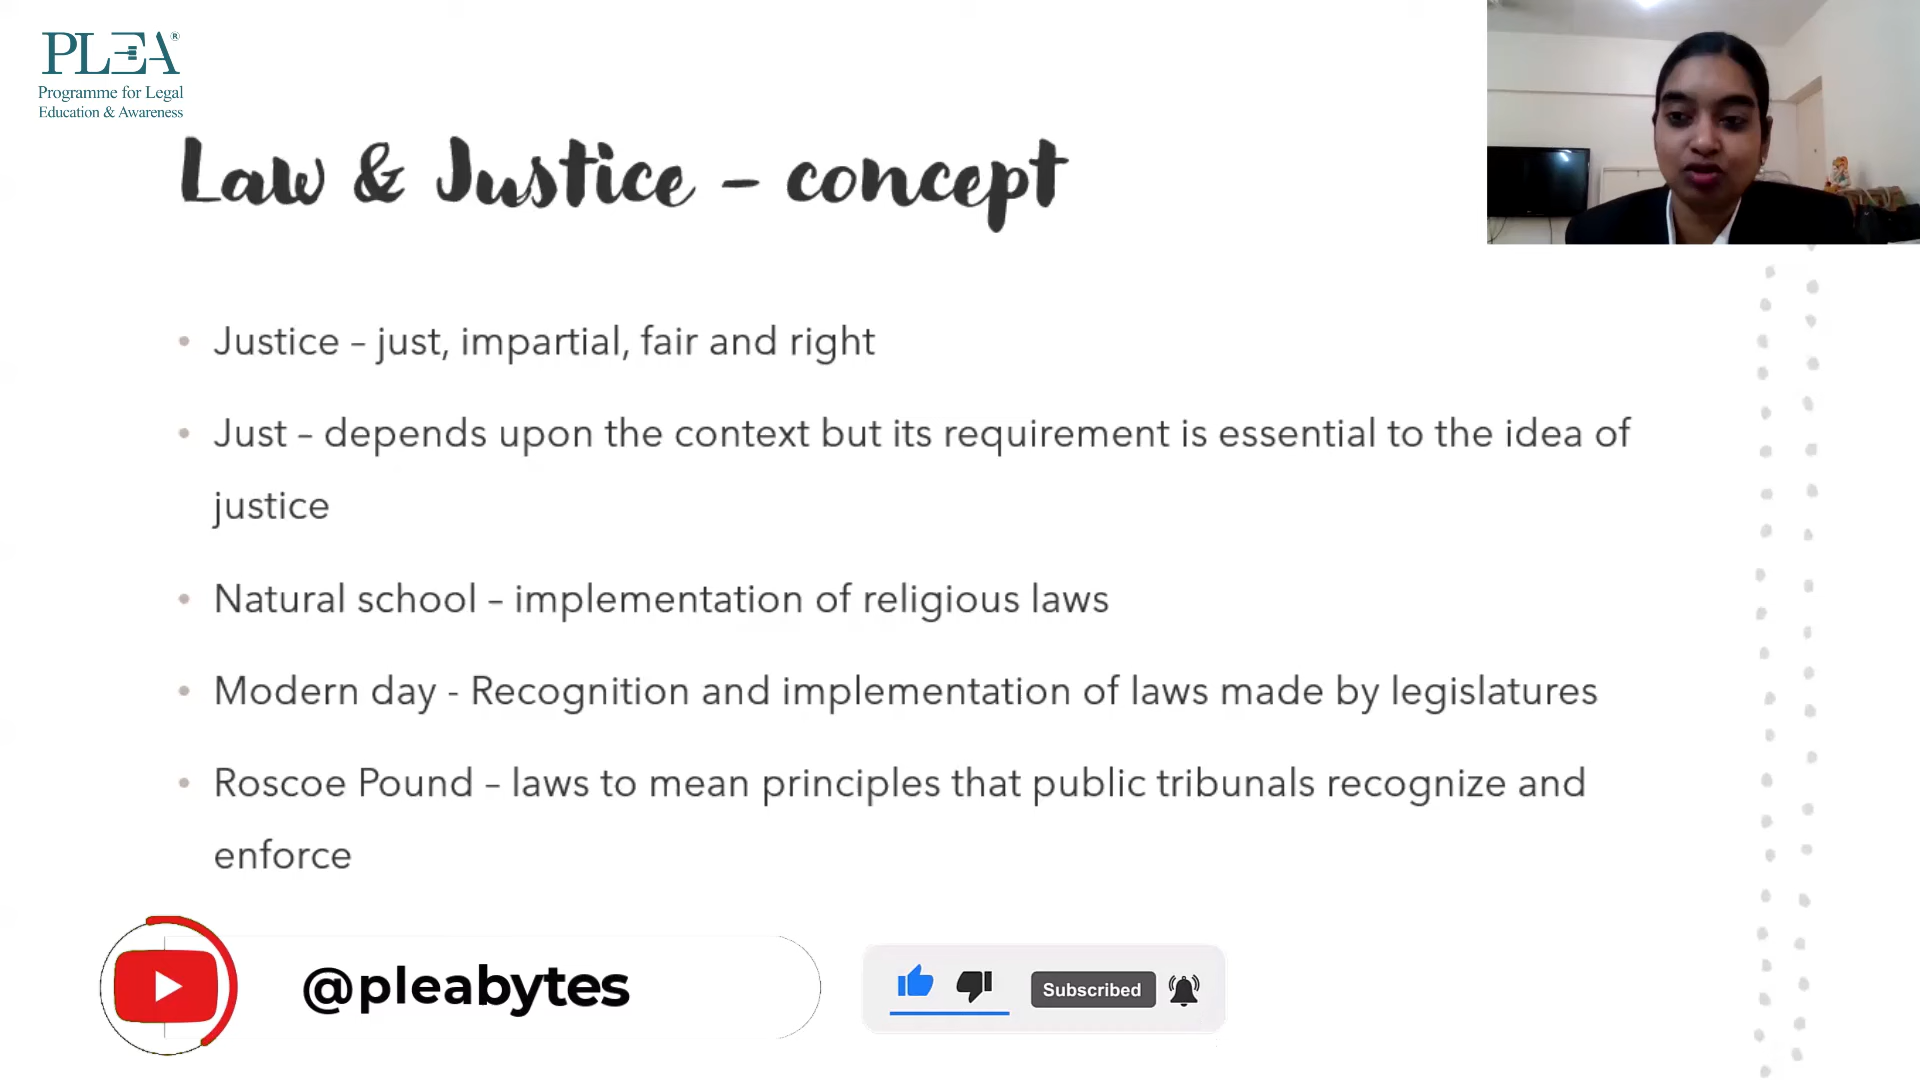 PLEA®
Programme for Legal
Education & Awareness
Law & Justice - concept
• Justice – just, impartial, fair and right
• Just – depends upon the context but its requirement is essential to the idea of
justice
• Natural school – implementation of religious laws
• Modern day - Recognition and implementation of laws made by legislatures
• Roscoe Pound – laws to mean principles that public tribunals recognize and
enforce
@pleabytes
Subscribed